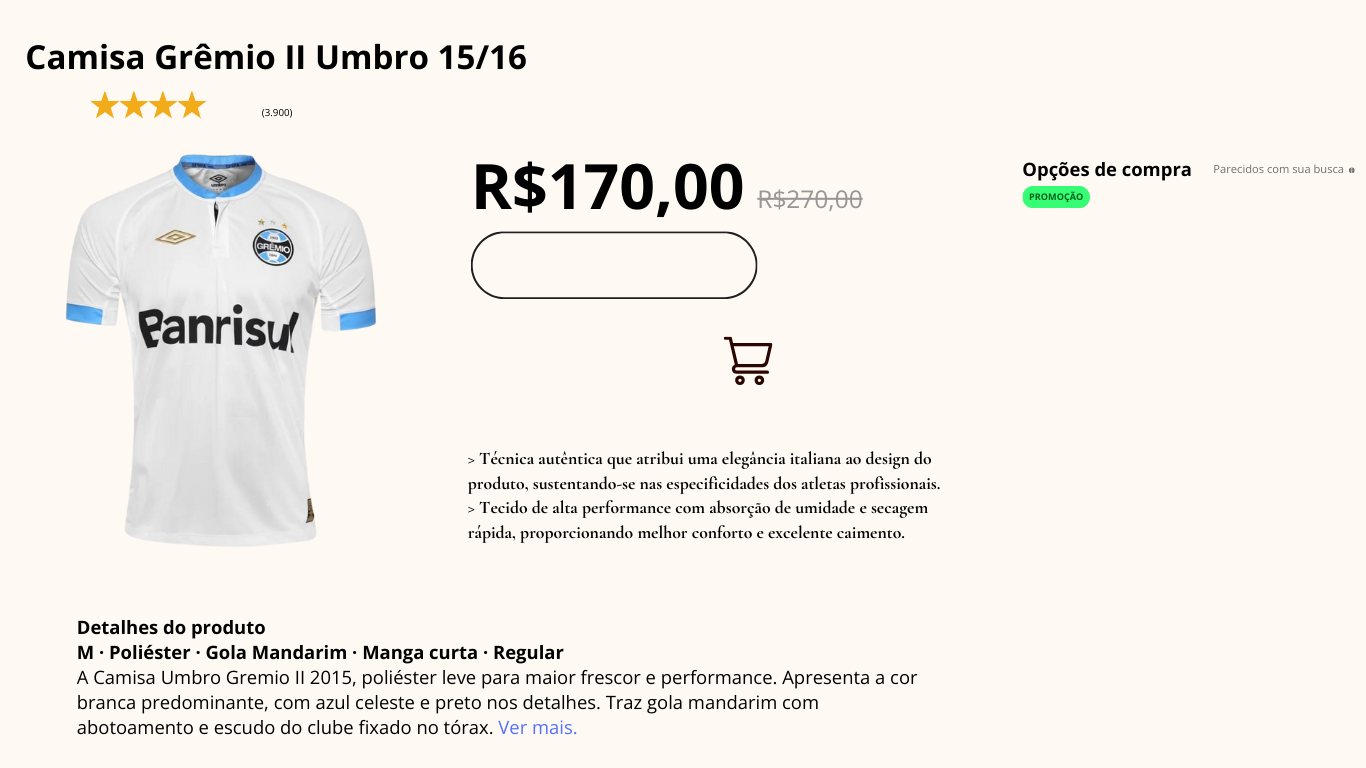 Camisa Grêmio II Umbro 15/16
(3.900)
GRÊMIO
Banrisul
R$170,00 R$270,00
Opções de compra
Parecidos com sua busca
PROMOÇÃO
> Técnica autêntica que atribui uma elegância italiana ao design do
produto, sustentando-se nas especificidades dos atletas profissionais.
> Tecido de alta performance com absorção de umidade e secagem
rápida, proporcionando melhor conforto e excelente caimento.
Detalhes do produto
M · Poliéster · Gola Mandarim · Manga curta · Regular
A Camisa Umbro Gremio II 2015, poliéster leve para maior frescor e performance. Apresenta a cor
branca predominante, com azul celeste e preto nos detalhes. Traz gola mandarim com
abotoamento e escudo do clube fixado no tórax. Ver mais.